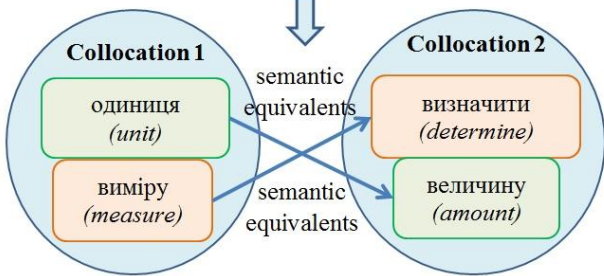 Collocation 1
одиниця
(unit)
виміру
(measure)
semantic
equivalents
semantic
equivalents
Collocation 2
визначити
(determine)
величину
(amount)